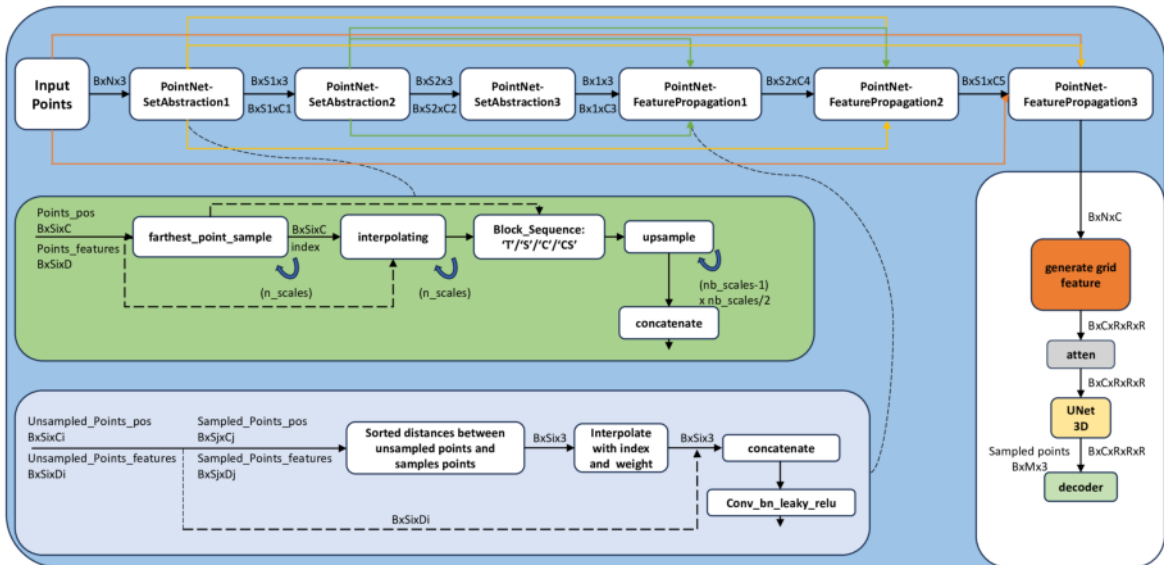 Input
Points
BxNx3
PointNet-
SetAbstraction1
BxS1x3
BxS1xC1
PointNet-
SetAbstraction2
BxS2x3
BxS2xC2
PointNet-
SetAbstraction3
Bx1x3
Bx1xC3
PointNet-
FeaturePropagation1
BxS2xC4
PointNet-
FeaturePropagation2
BxS1xC5
PointNet-
FeaturePropagation3
Points_pos
BxSixC
Points_features
BxSixD
farthest_point_sample
(n_scales)
BxSixC
index
interpolating
(n_scales)
Block_Sequence:
'T'/'S'/'C'/'CS'
upsample
(nb_scales-1)
x nb_scales/2
concatenate
Unsampled_Points_pos
BxSixCi
Unsampled_Points_features
BxSixDi
Sampled_Points_pos
BxSjxCj
Sampled_Points_features
BxSjxDj
Sorted distances between
unsampled points and
samples points
BxSix3
Interpolate
with index
and weight
BxSix3
concatenate
Conv_bn_leaky_relu
BxSixDi
BxNxC
generate grid
feature
BxCxRxRxR
atten
BxCxRxRxR
UNet
3D
Sampled points
BxMx3
BxCxRxRxR
decoder